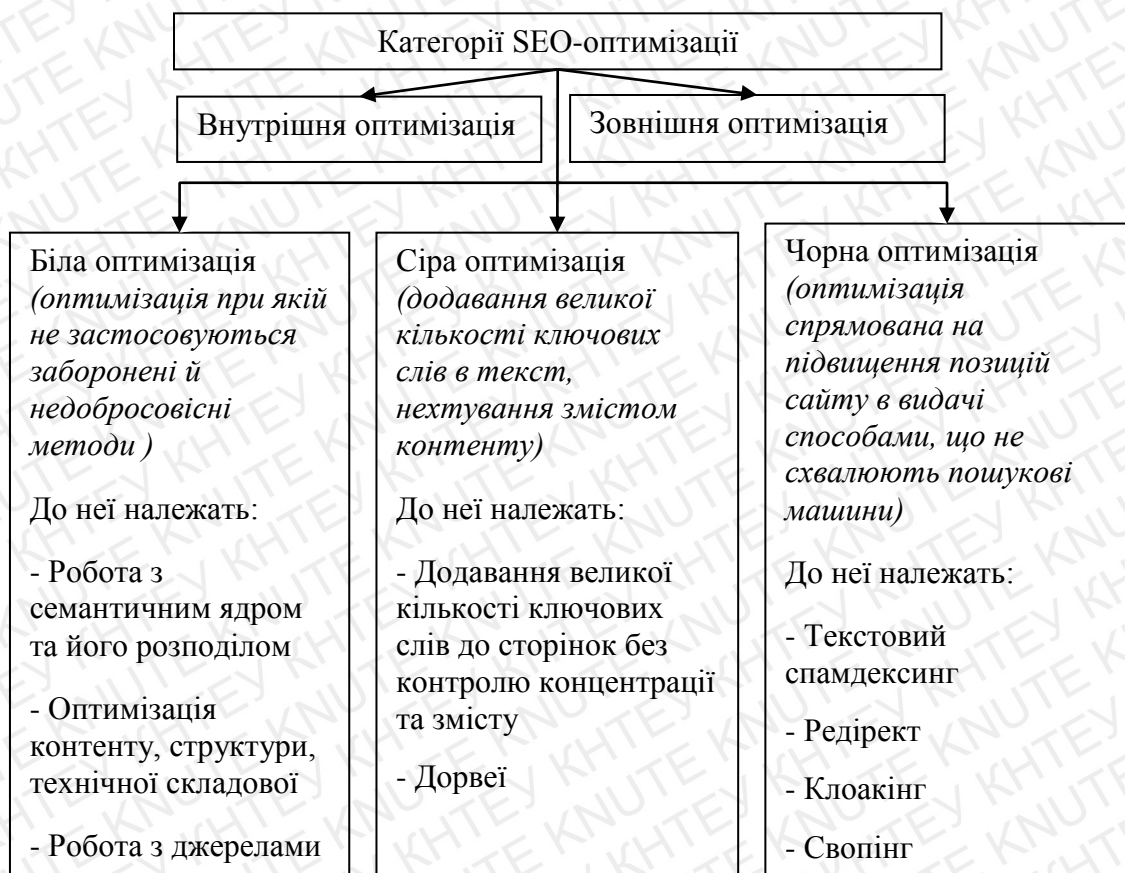 Категорії SEO-оптимізації
Внутрішня оптимізація
Зовнішня оптимізація
Біла оптимізація
(оптимізація при якій
не застосовуються
заборонені й
недобросовісні
методи )
До неї належать:
- Робота з
семантичним ядром
та його розподілом
- Оптимізація
контенту, структури,
технічної складової
- Робота з джерелами
Сіра оптимізація
(додавання великої
кількості ключових
слів в текст,
нехтування змістом
контенту)
До неї належать:
- Додавання великої
кількості ключових
слів до сторінок без
контролю концентрації
та змісту
- Дорвеї
Чорна оптимізація
(оптимізація
спрямована на
підвищення позицій
сайту в видачі
способами, що не
схвалюють пошукові
машини)
До неї належать:
- Текстовий
спамдексинг
- Редірект
- Клоакінг
- Свопінг